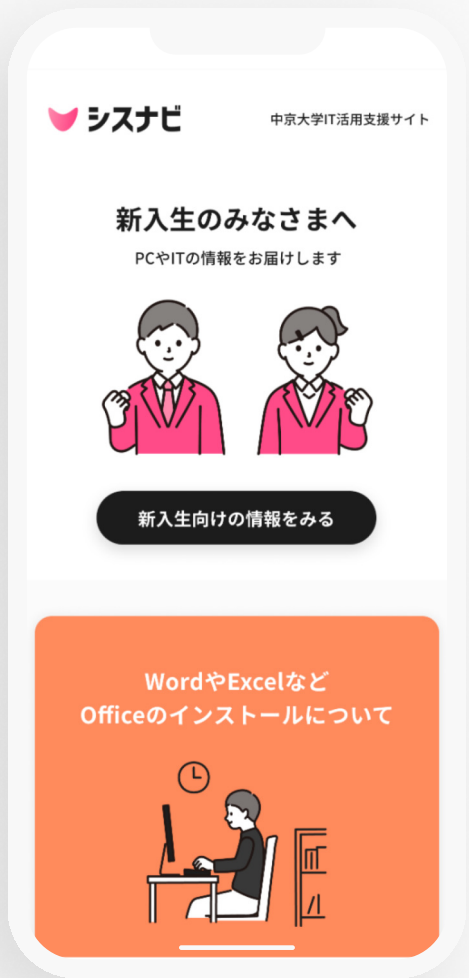 シスナビ
中京大学IT活用支援サイト
新入生のみなさまへ
PCやITの情報をお届けします
新入生向けの情報をみる
WordやExcelなど
Officeのインストールについて